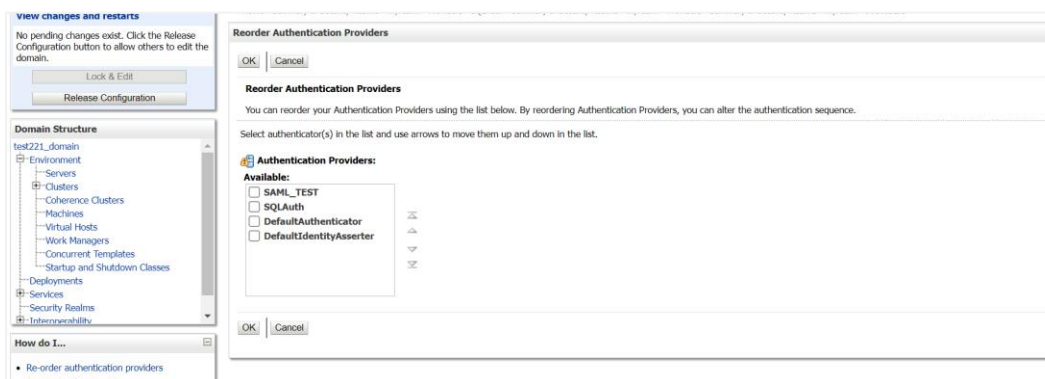 View changes and restarts
No pending changes exist. Click the Release
Configuration button to allow others to edit the
domain.
Lock & Edit
Release Configuration
Domain Structure
test221_domain
Environment
Servers
Clusters
Coherence Clusters
Machines
Virtual Hosts
Work Managers
Concurrent Templates
Startup and Shutdown Classes
Deployments
Services
Security Realms
Interoperability
How do I...
Re-order authentication providers
Reorder Authentication Providers
OK Cancel
Reorder Authentication Providers
You can reorder your Authentication Providers using the list below. By reordering Authentication Providers, you can alter the authentication sequence.
Select authenticator(s) in the list and use arrows to move them up and down in the list.
Authentication Providers:
Available:
SAML_TEST
SQLAuth
DefaultAuthenticator
DefaultIdentityAsserter
OK Cancel